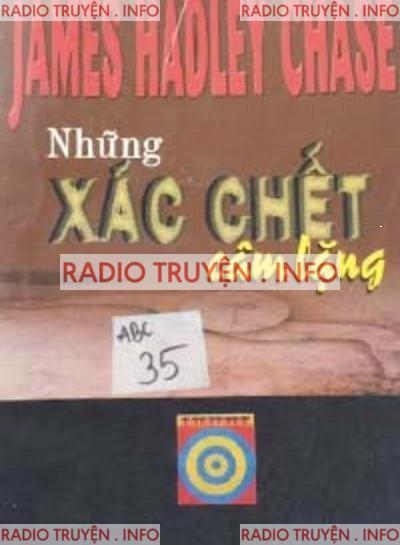 RADIO TRUYỆN . INFO RADIO TRUYỆN . INFO
JAMES HADLEY CHASE
Những
XÁC CHẾT
câm lặng
RADIO TRUYỆN . INFO
ABC
35
RADIO TRUYỆN . INFO RADIO TRUYỆN . INFO